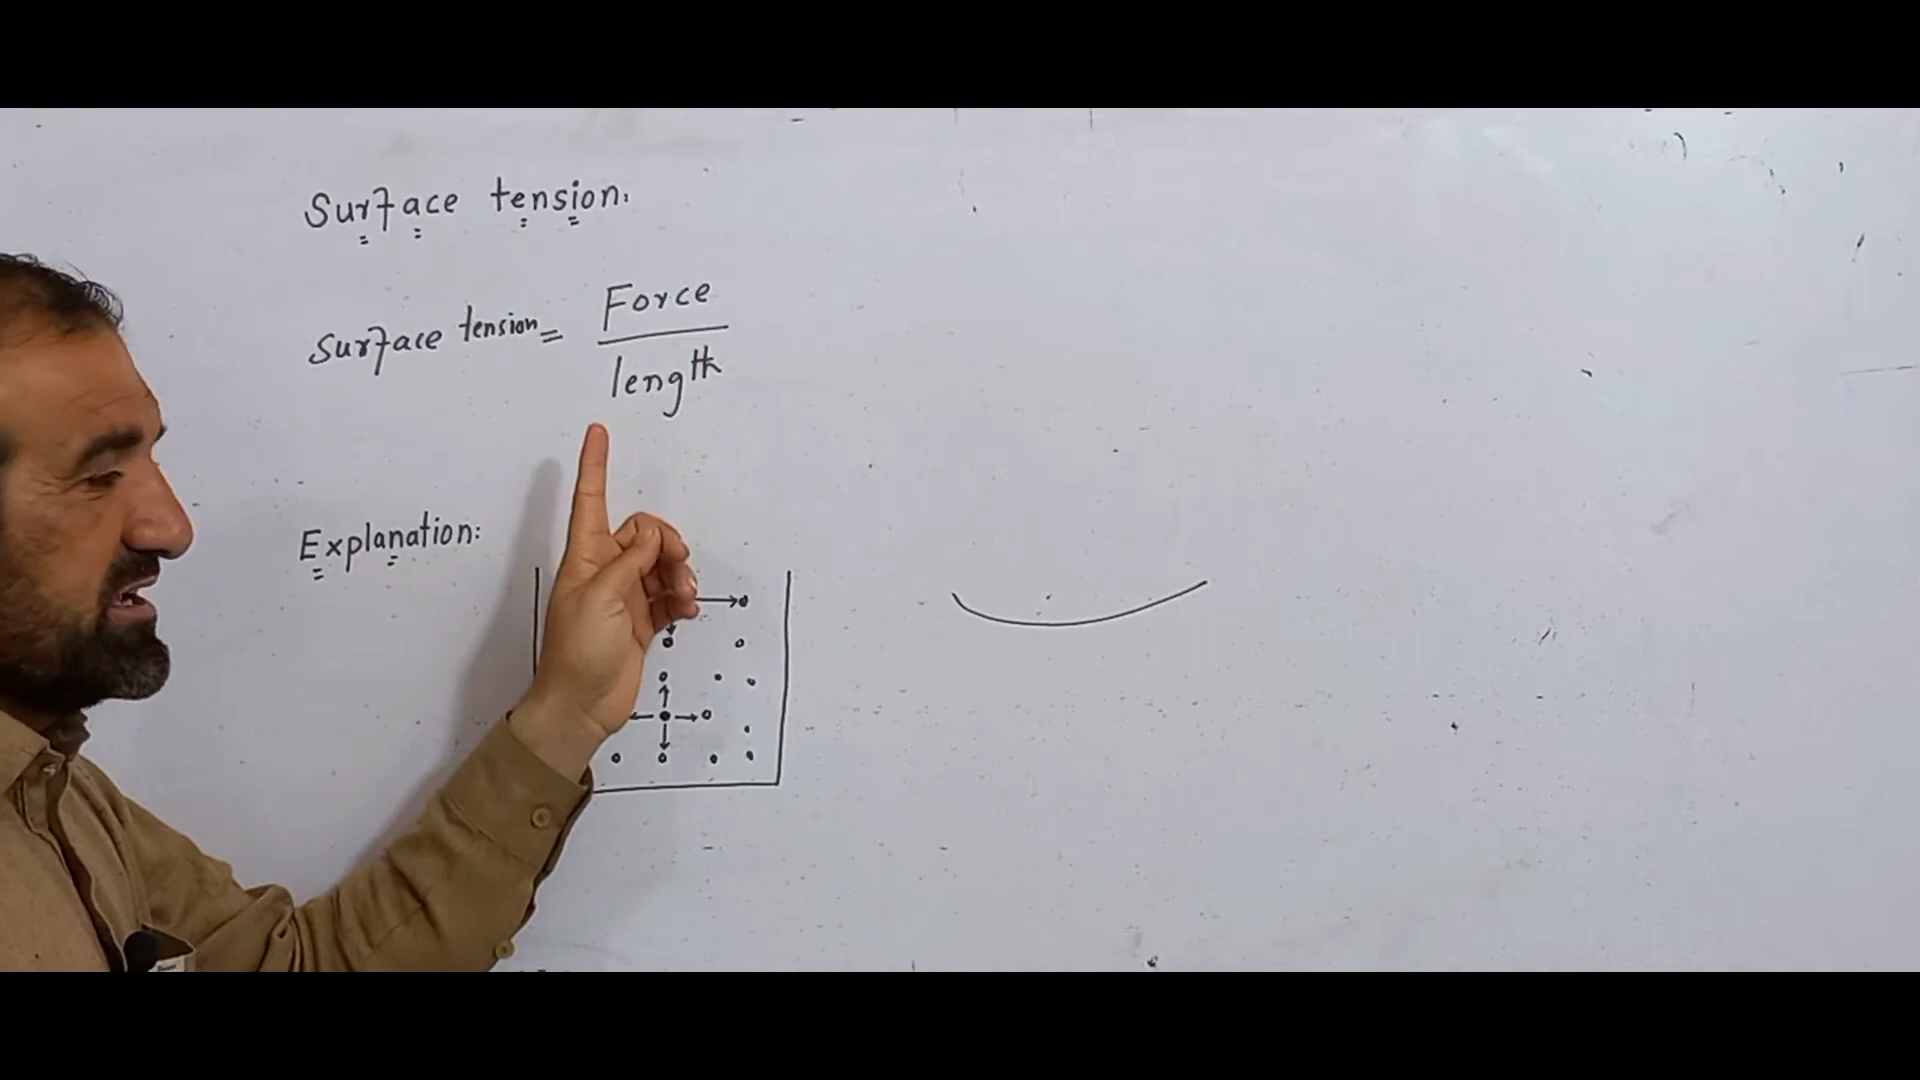 Surface tension:
Surface tension = Force / length
Explanation: